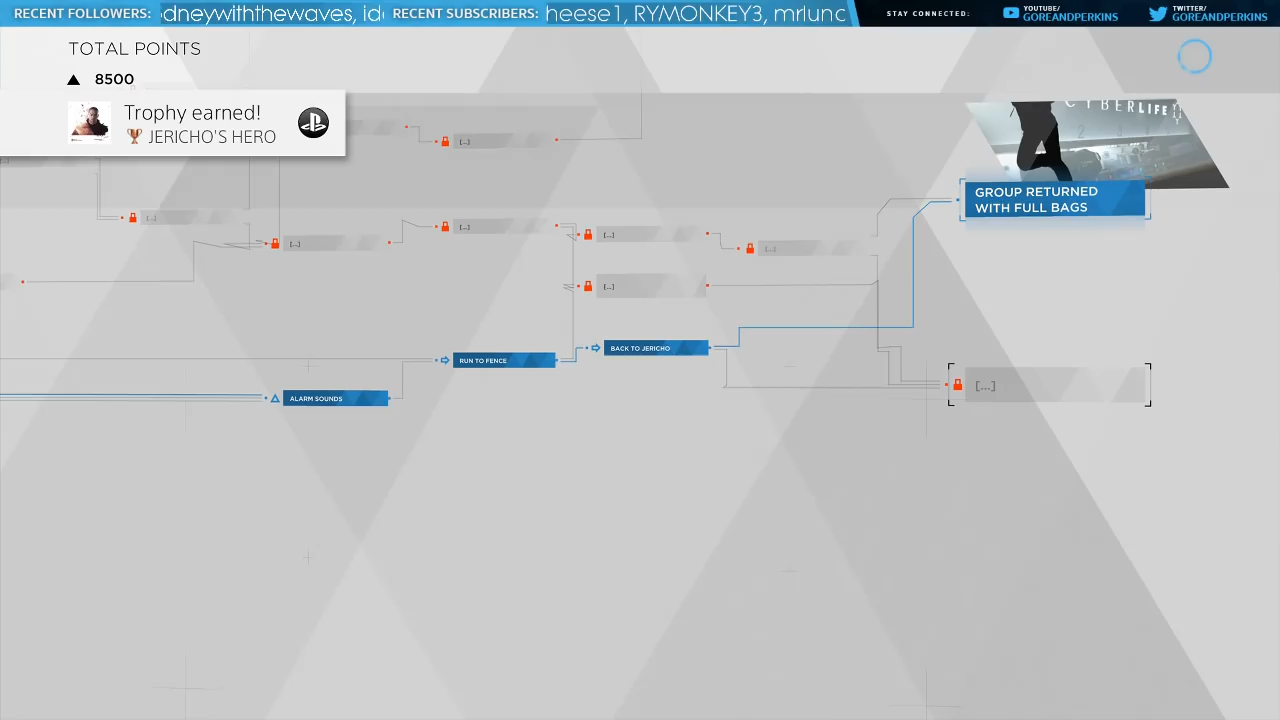 RECENT FOLLOWERS:
dneywiththewaves,
RECENT SUBSCRIBERS:
heese1, RYMONKEY3, mrlunc
STAY CONNECTED:
YOUTUBE/
GOREANDPERKINS
TWITTER/
GOREANDPERKINS
TOTAL POINTS
8500
Trophy earned!
JERICHO'S HERO
[...]
[...]
[...]
[...]
[...]
[...]
[...]
CYBERLIFE
GROUP RETURNED
WITH FULL BAGS
BACK TO JERICHO
RUN TO FENCE
[...]
ALARM SOUNDS